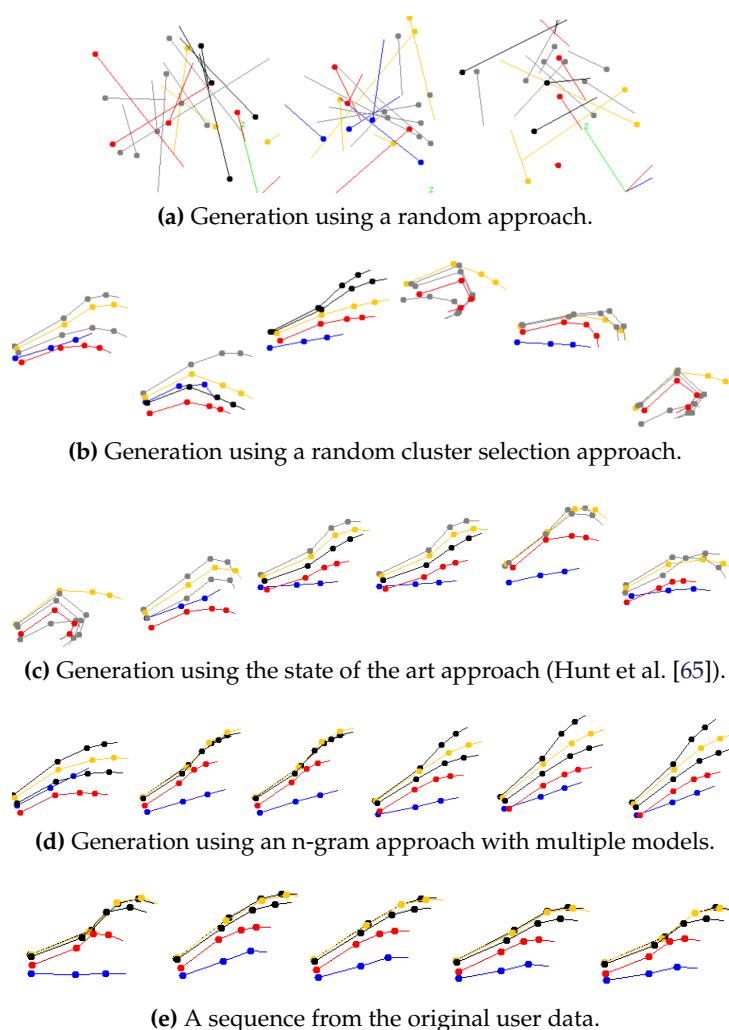 z
z
z
(a) Generation using a random approach.
(b) Generation using a random cluster selection approach.
(c) Generation using the state of the art approach (Hunt et al. [65]).
(d) Generation using an n-gram approach with multiple models.
(e) A sequence from the original user data.